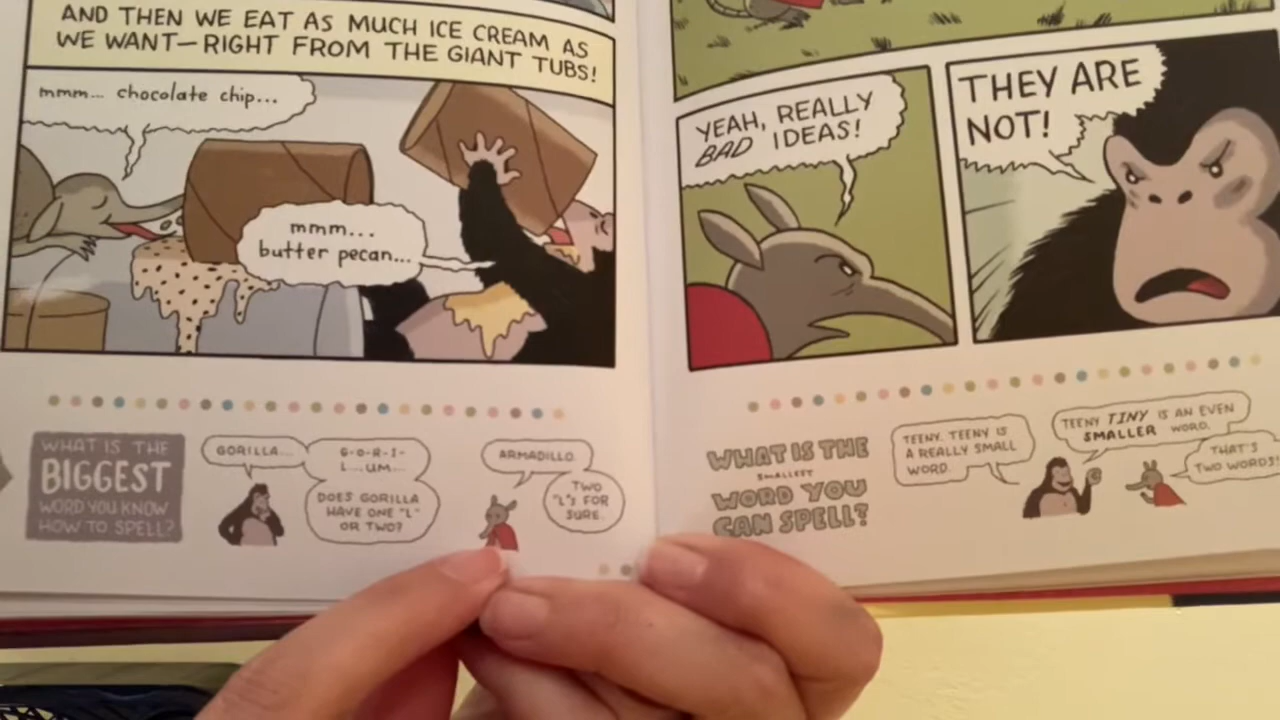 AND THEN WE EAT AS MUCH ICE CREAM AS
WE WANT—RIGHT FROM THE GIANT TUBS!
mmm... chocolate chip...
mmm...
butter pecan...
WHAT IS THE
BIGGEST
WORD YOU KNOW
HOW TO SPELL?
GORILLA...
G-O-R-I-
L...UM...
DOES GORILLA
HAVE ONE "L"
OR TWO?
ARMADILLO.
TWO
"L"S FOR
SURE.
YEAH, REALLY
BAD IDEAS!
THEY ARE
NOT!
WHAT IS THE
SMALLEST
WORD YOU
CAN SPELL?
TEENY. TEENY IS
A REALLY SMALL
WORD.
TEENY TINY IS AN EVEN
SMALLER WORD.
THAT'S
TWO WORDS!